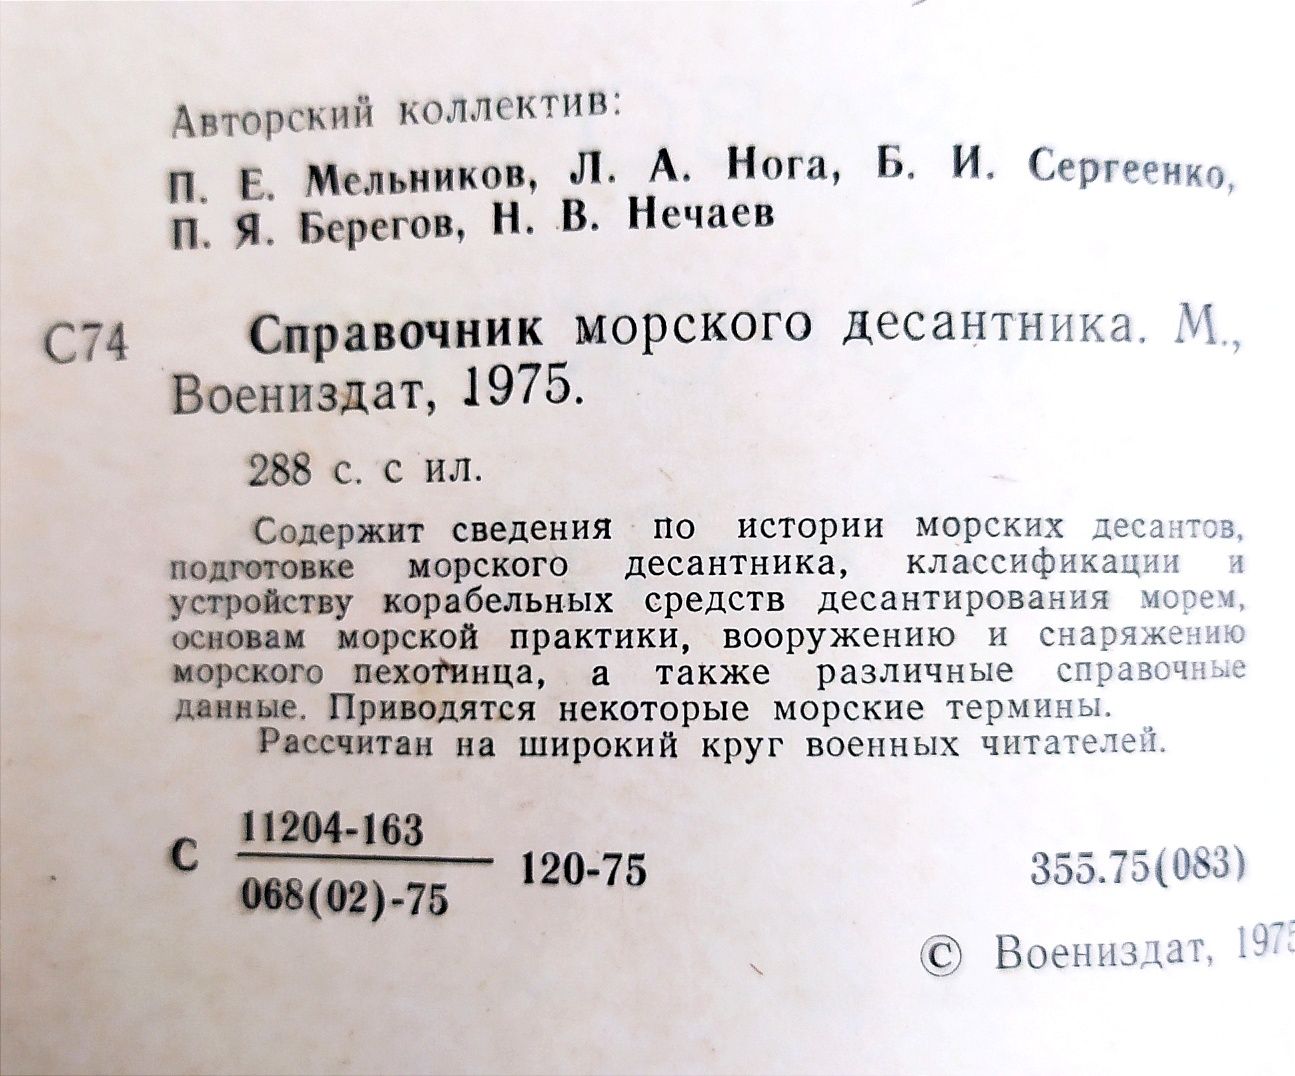 Авторский коллектив:
П. Е. Мельников, Л. А. Нога, Б. И. Сергеенко,
П. Я. Берегов, Н. В. Нечаев
С74 Справочник морского десантника. М.,
Воениздат, 1975.
288 с. с ил.
Содержит сведения по истории морских десантов,
подготовке морского десантника, классификации и
устройству корабельных средств десантирования морем,
основам морской практики, вооружению и снаряжению
морского пехотинца, а также различные справочные
данные. Приводятся некоторые морские термины.
Рассчитан на широкий круг военных читателей.
11204-163
С 120-75 355.75(083)
068(02)-75
© Воениздат, 1975